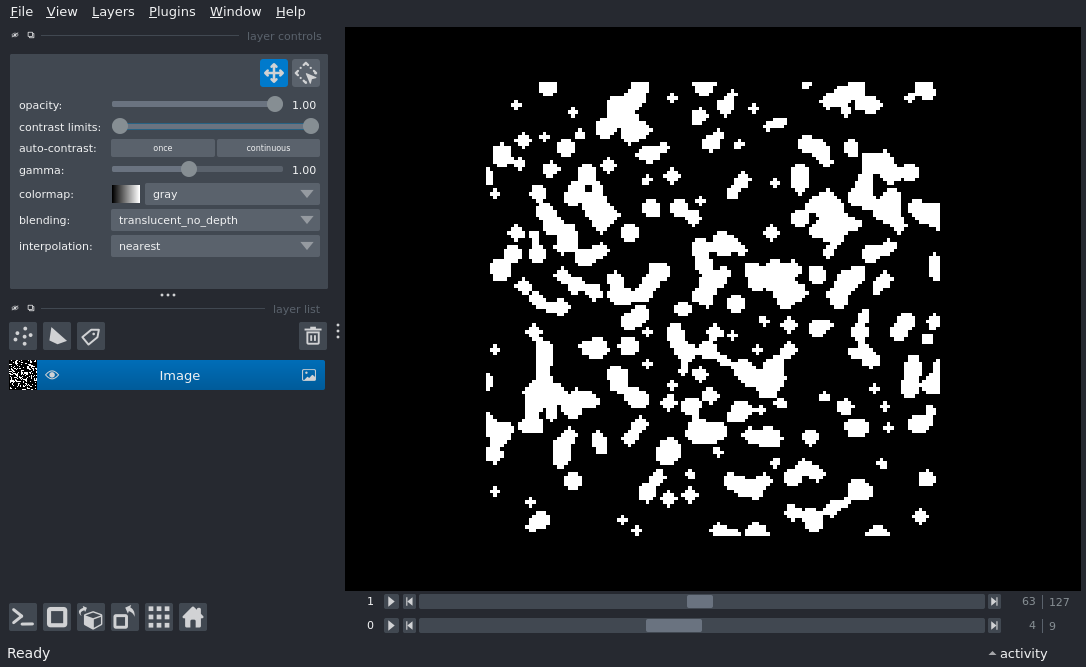 File View Layers Plugins Window Help
layer controls
opacity: 1.00
contrast limits:
auto-contrast: once continuous
gamma: 1.00
colormap: gray
blending: translucent_no_depth
interpolation: nearest
layer list
Image
1 63 127
0 4 9
Ready activity